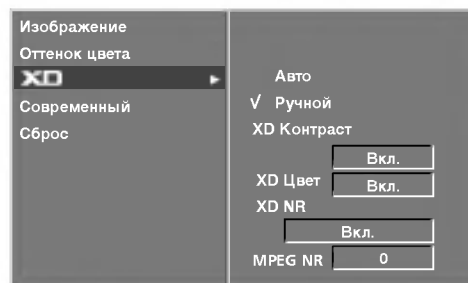 Изображение
Оттенок цвета
XD
Современный
Сброс
Авто
√ Ручной
XD Контраст
Вкл.
XD Цвет Вкл.
XD NR
Вкл.
MPEG NR 0